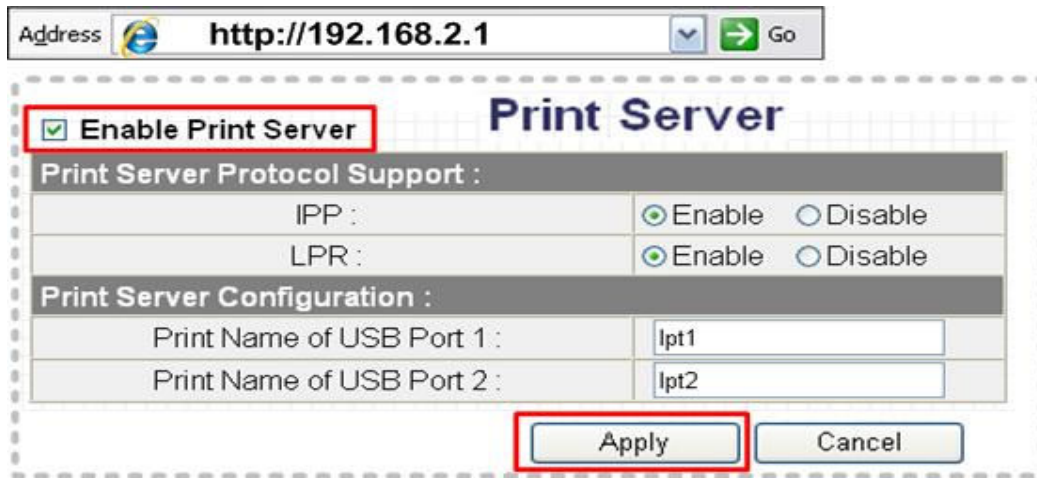 Address http://192.168.2.1 Go
Print Server
Enable Print Server
Print Server Protocol Support :
IPP : Enable Disable
LPR : Enable Disable
Print Server Configuration :
Print Name of USB Port 1 : lpt1
Print Name of USB Port 2 : lpt2
Apply Cancel